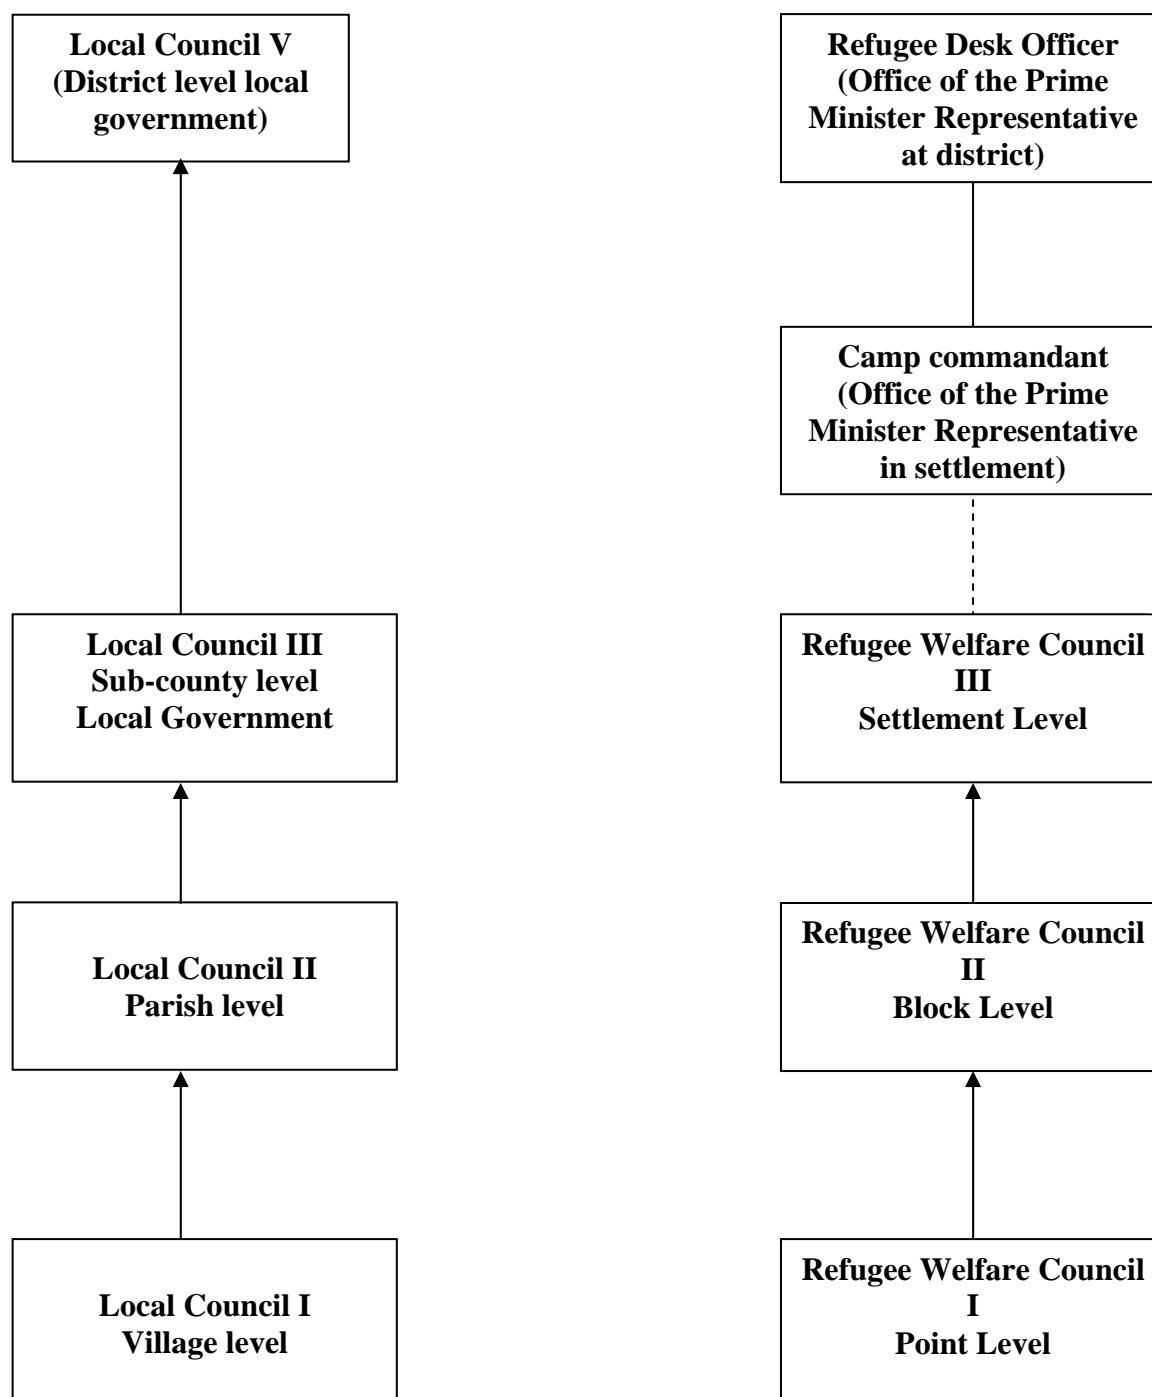 Local Council V
(District level local
government)
Refugee Desk Officer
(Office of the Prime
Minister Representative
at district)
Camp commandant
(Office of the Prime
Minister Representative
in settlement)
Local Council III
Sub-county level
Local Government
Refugee Welfare Council
III
Settlement Level
Local Council II
Parish level
Refugee Welfare Council
II
Block Level
Local Council I
Village level
Refugee Welfare Council
I
Point Level